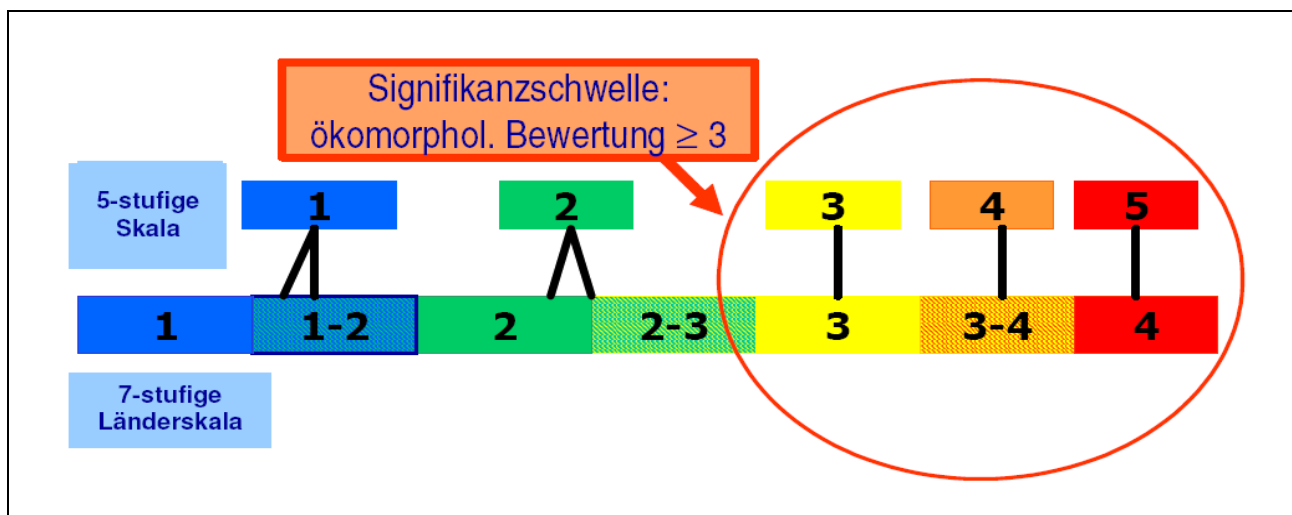 Signifikanzschwelle:
ökomorphol. Bewertung ≥ 3
5-stufige
Skala
1
2
3
4
5
1
1-2
2
2-3
3
3-4
4
7-stufige
Länderskala